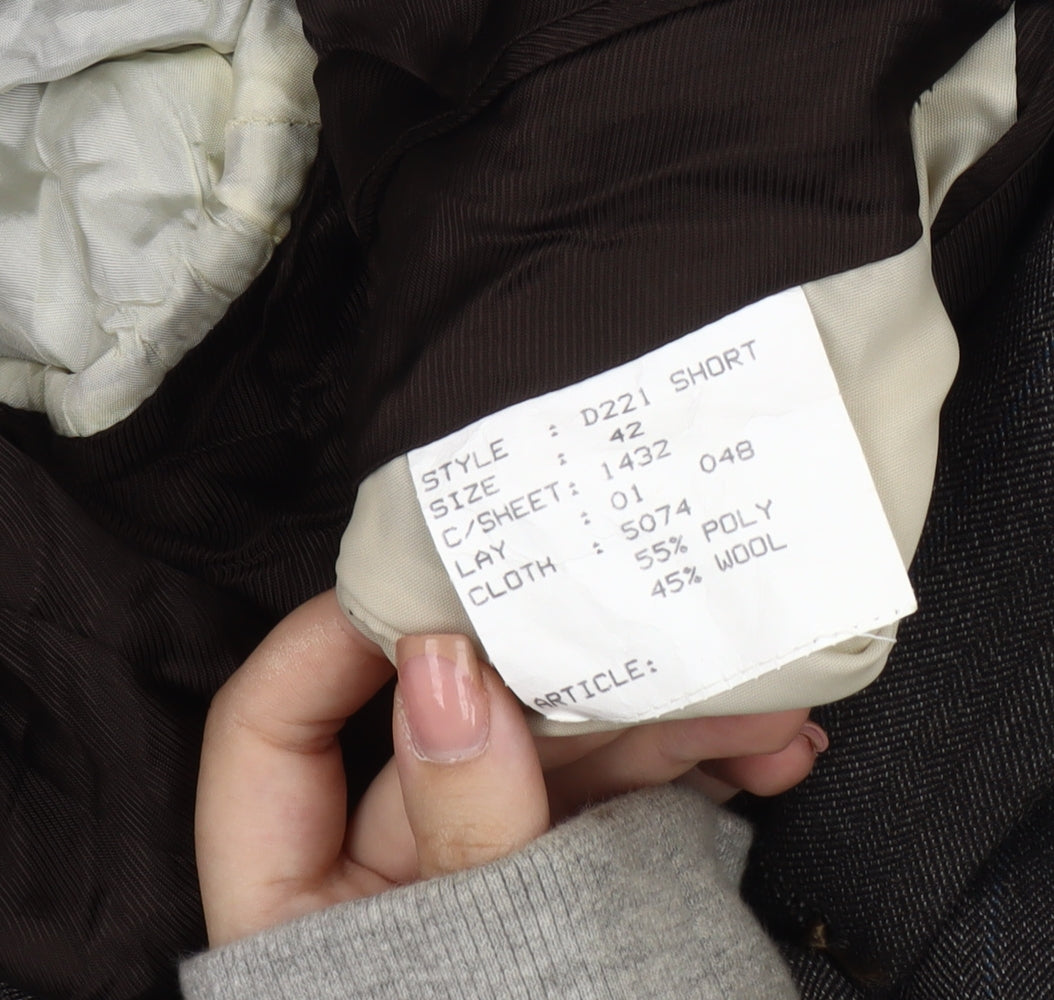 STYLE : D221 SHORT
SIZE : 42
C/SHEET: 1432 048
LAY : 01
CLOTH : 5074
55% POLY
45% WOOL
ARTICLE: